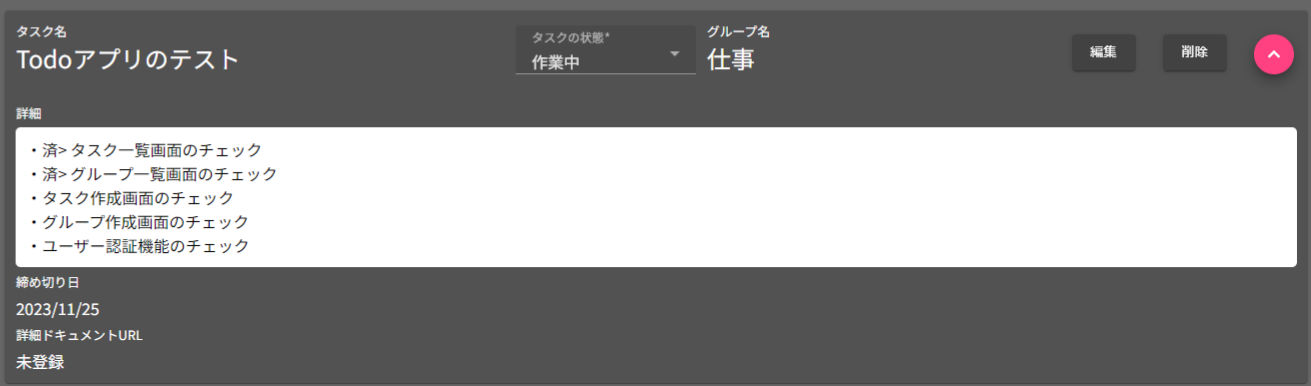 タスク名
Todoアプリのテスト
タスクの状態*
作業中
グループ名
仕事
編集
削除
詳細
・済> タスク一覧画面のチェック
・済> グループ一覧画面のチェック
・タスク作成画面のチェック
・グループ作成画面のチェック
・ユーザー認証機能のチェック
締め切り日
2023/11/25
詳細ドキュメントURL
未登録